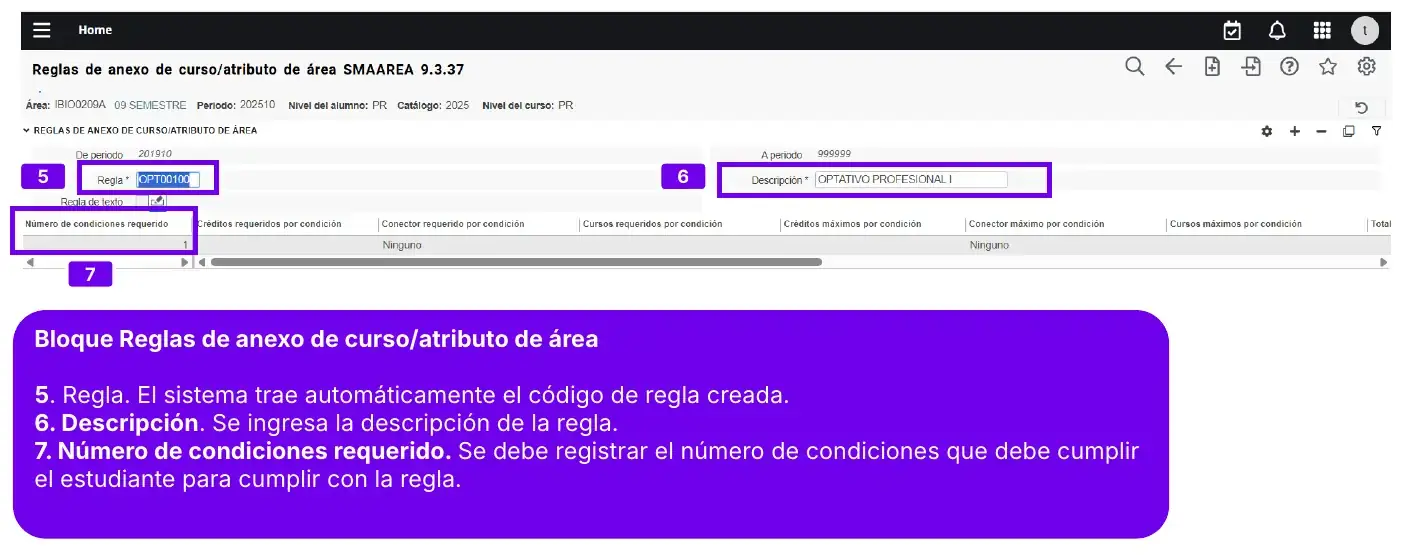 Home
t
Reglas de anexo de curso/atributo de área SMAAREA 9.3.37
Área: IBIO0209A 09 SEMESTRE Periodo: 202510 Nivel del alumno: PR Catálogo: 2025 Nivel del curso: PR
REGLAS DE ANEXO DE CURSO/ATRIBUTO DE ÁREA
De periodo 201910 A periodo 999999
5 Regla * OPT00100 6 Descripción * OPTATIVO PROFESIONAL I
Regla de texto
Número de condiciones requerido Créditos requeridos por condición Conector requerido por condición Cursos requeridos por condición Créditos máximos por condición Conector máximo por condición Cursos máximos por condición Total
1 Ninguno Ninguno
7
Bloque Reglas de anexo de curso/atributo de área
5. Regla. El sistema trae automáticamente el código de regla creada.
6. Descripción. Se ingresa la descripción de la regla.
7. Número de condiciones requerido. Se debe registrar el número de condiciones que debe cumplir
el estudiante para cumplir con la regla.